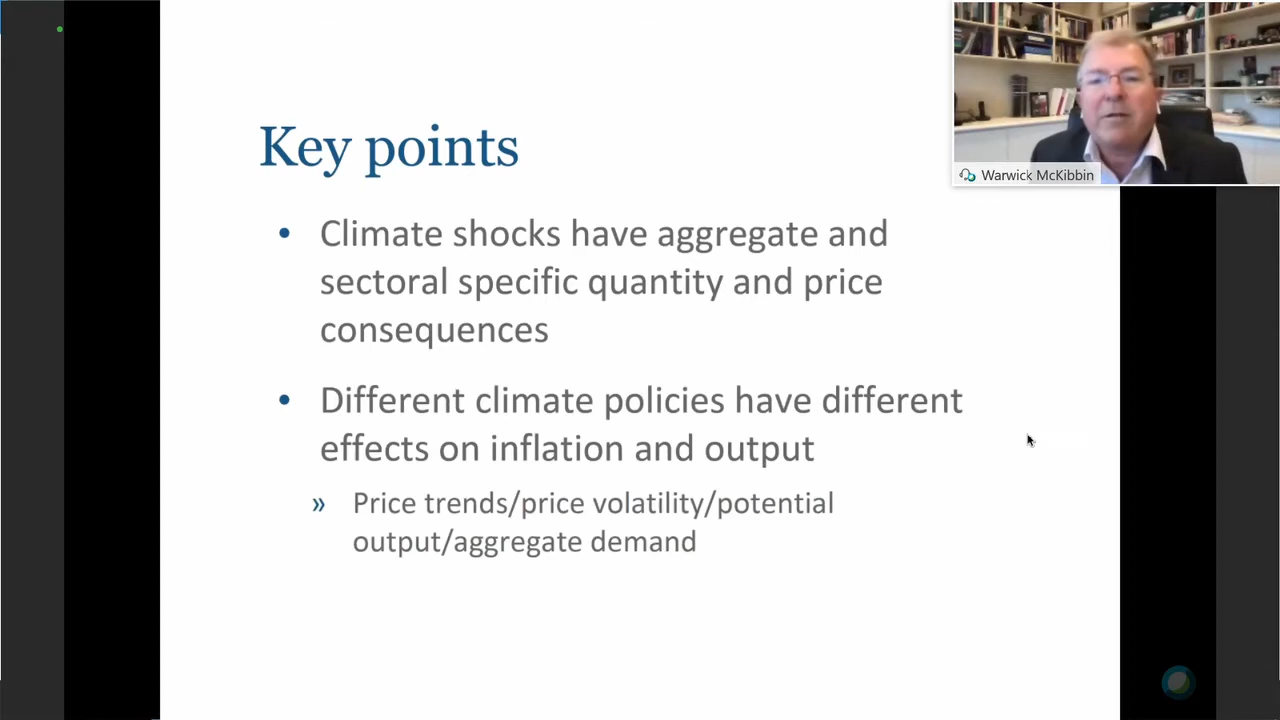 Key points
• Climate shocks have aggregate and
sectoral specific quantity and price
consequences
• Different climate policies have different
effects on inflation and output
» Price trends/price volatility/potential
output/aggregate demand
Warwick McKibbin